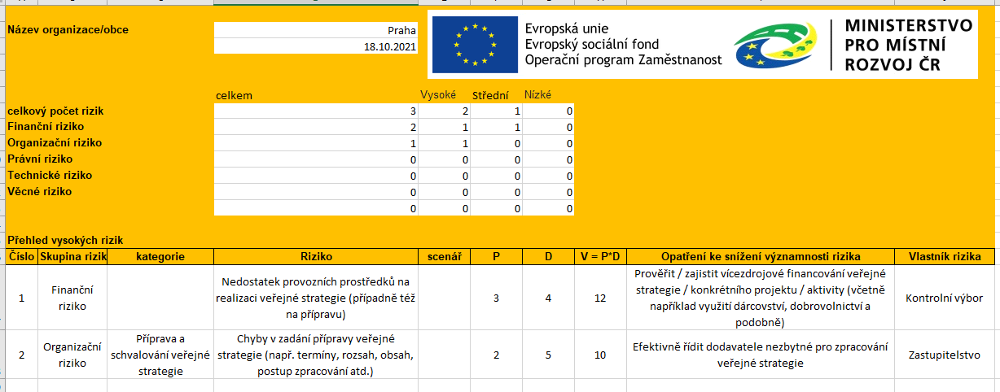 Název organizace/obce
Praha
18.10.2021
Evropská unie
Evropský sociální fond
Operační program Zaměstnanost
MINISTERSTVO
PRO MÍSTNÍ
ROZVOJ ČR
celkem Vysoké Střední Nízké
celkový počet rizik 3 2 1 0
Finanční riziko 2 1 1 0
Organizační riziko 1 1 0 0
Právní riziko 0 0 0 0
Technické riziko 0 0 0 0
Věcné riziko 0 0 0 0
0 0 0 0
Přehled vysokých rizik
Číslo Skupina rizik kategorie Riziko scenář P D V = P*D Opatření ke snížení významnosti rizika Vlastník rizika
1
Finanční
riziko
Nedostatek provozních prostředků na
realizaci veřejné strategie (případně též
na přípravu)
3
4
12
Prověřit / zajistit vícezdrojové financování veřejné
strategie / konkrétního projektu / aktivity (včetně
například využití dárcovství, dobrovolnictví a
podobně)
Kontrolní výbor
2
Organizační
riziko
Příprava a
schvalování veřejné
strategie
Chyby v zadání přípravy veřejné
strategie (např. termíny, rozsah, obsah,
postup zpracování atd.)
2
5
10
Efektivně řídit dodavatele nezbytné pro zpracování
veřejné strategie
Zastupitelstvo